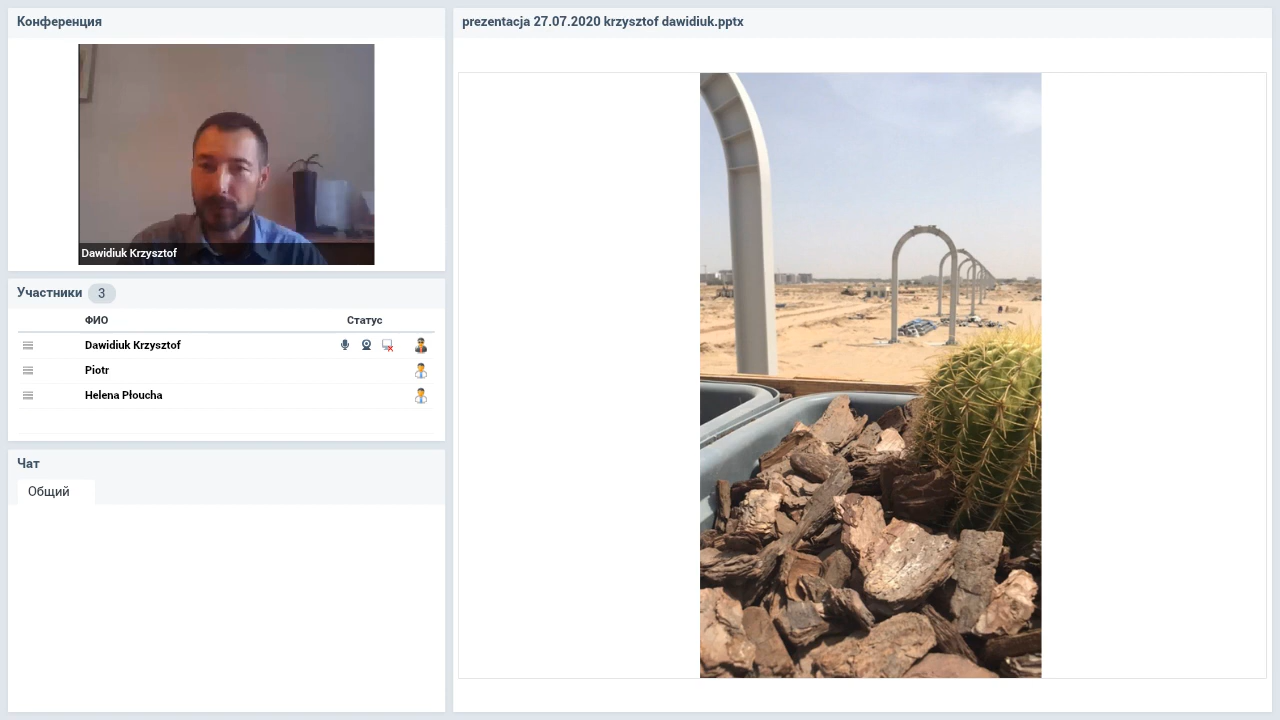 Конференция
Dawidiuk Krzysztof
Участники 3
ФИО Статус
Dawidiuk Krzysztof
Piotr
Helena Płoucha
Чат
Общий
prezentacja 27.07.2020 krzysztof dawidiuk.pptx